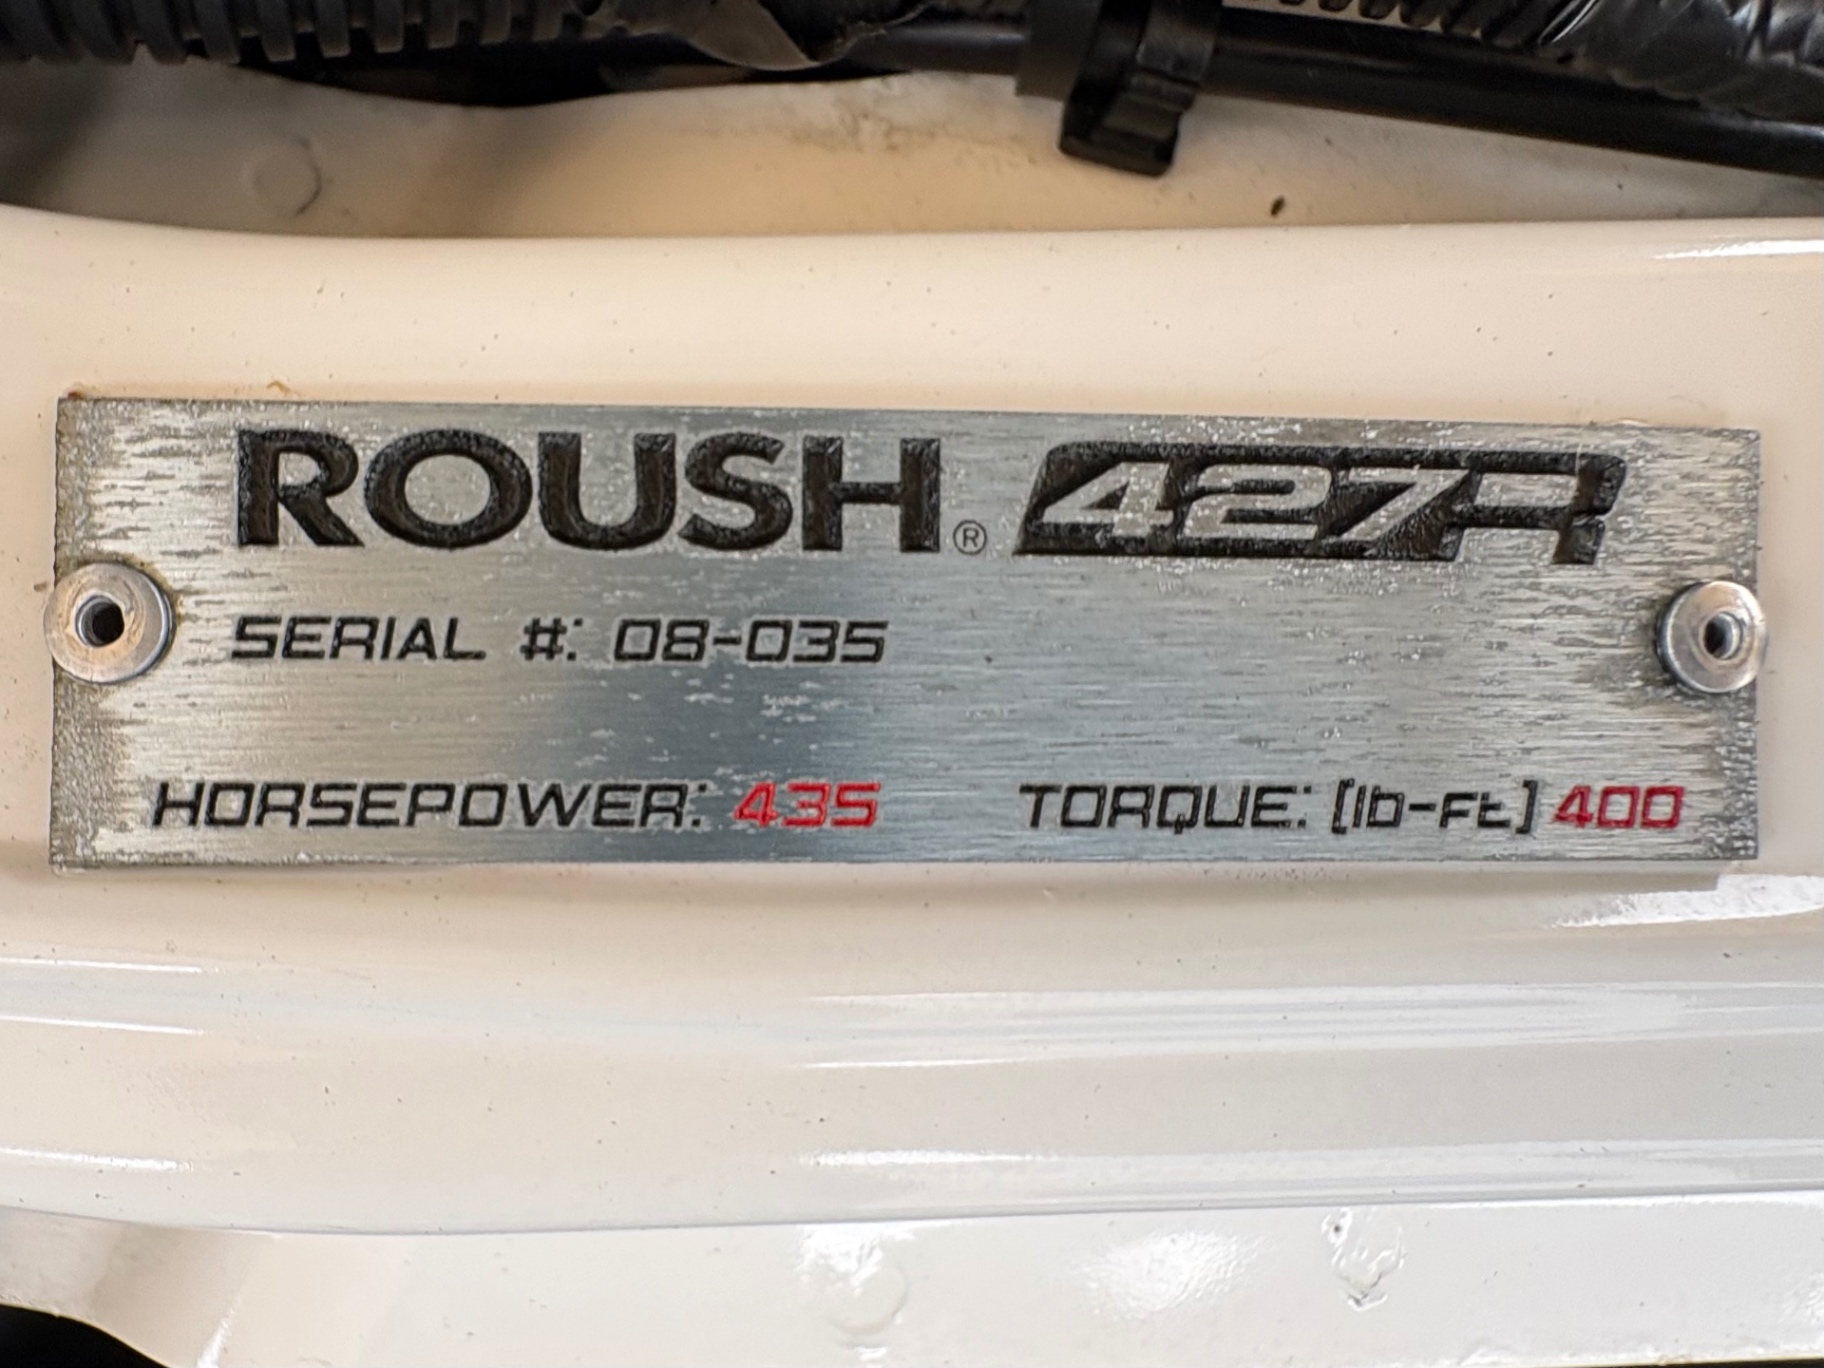 ROUSH® 427R
SERIAL #: 08-035
HORSEPOWER: 435 TORQUE: [lb-ft] 400